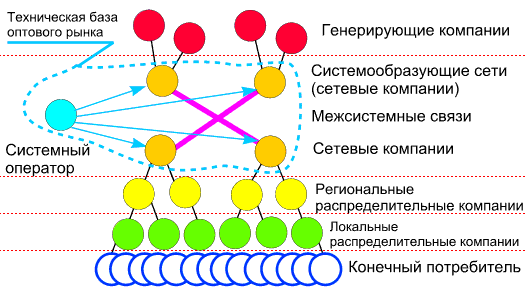 Техническая база
оптового рынка
Генерирующие компании
Системообразующие сети
(сетевые компании)
Межсистемные связи
Системный
оператор
Сетевые компании
Региональные
распределительные компании
Локальные
распределительные компании
Конечный потребитель